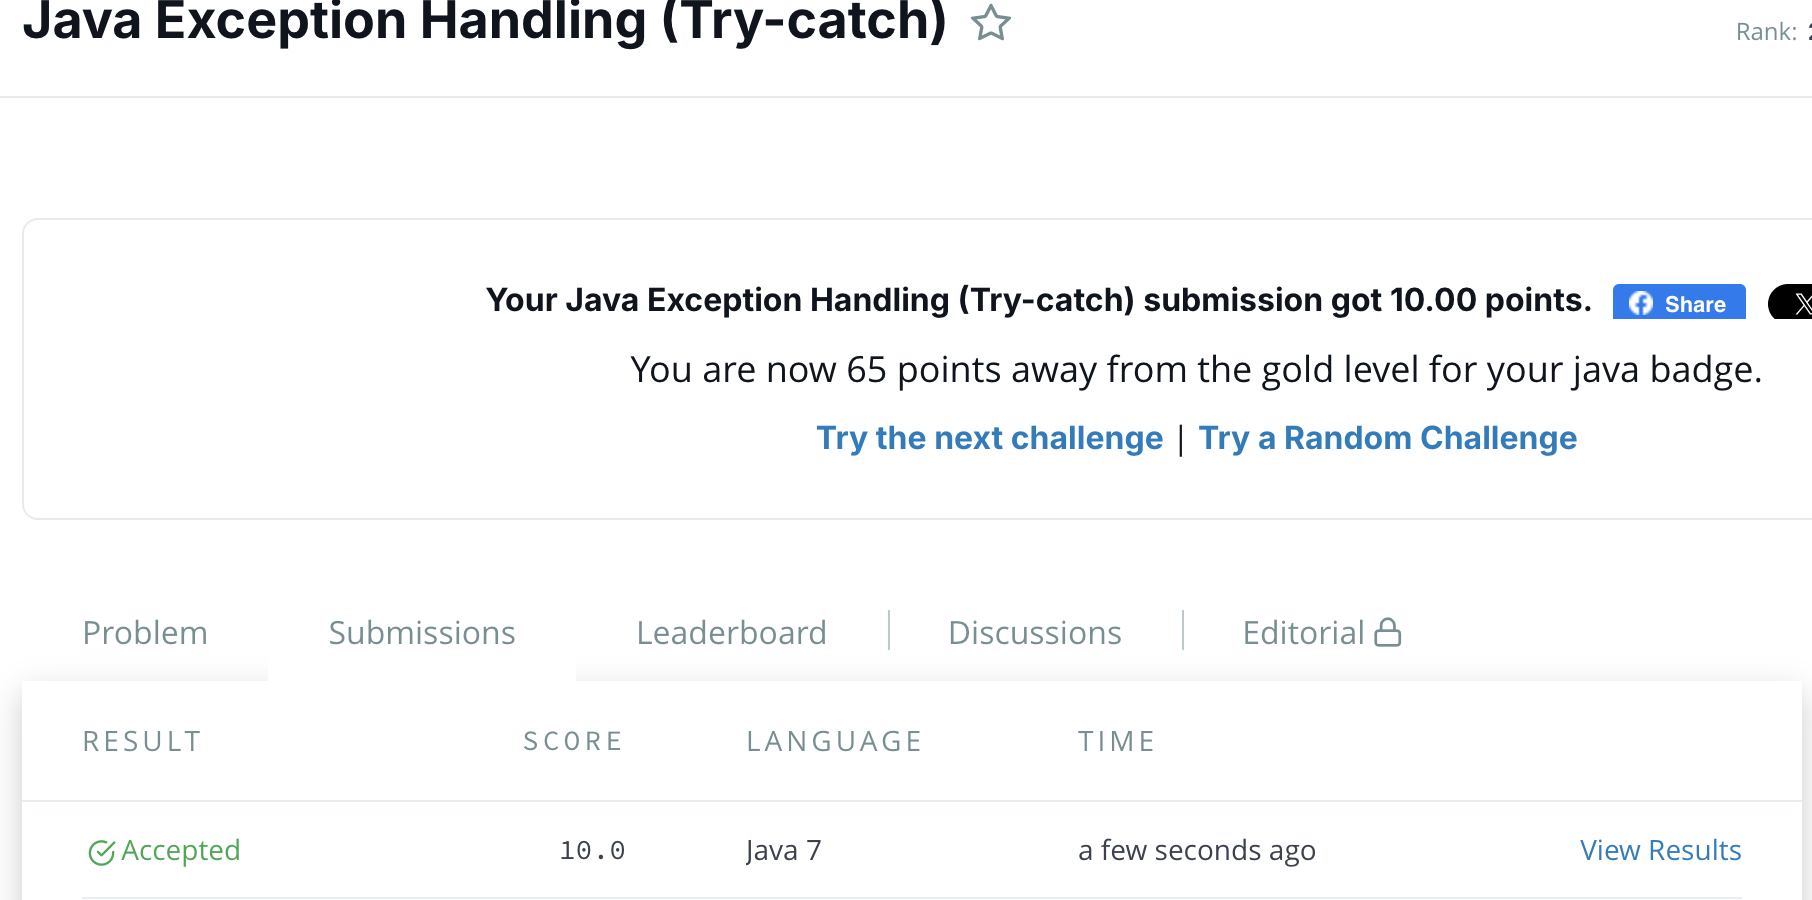 Java Exception Handling (Try-catch)
Rank:
Your Java Exception Handling (Try-catch) submission got 10.00 points. Share
You are now 65 points away from the gold level for your java badge.
Try the next challenge | Try a Random Challenge
Problem Submissions Leaderboard Discussions Editorial
RESULT SCORE LANGUAGE TIME
Accepted 10.0 Java 7 a few seconds ago View Results